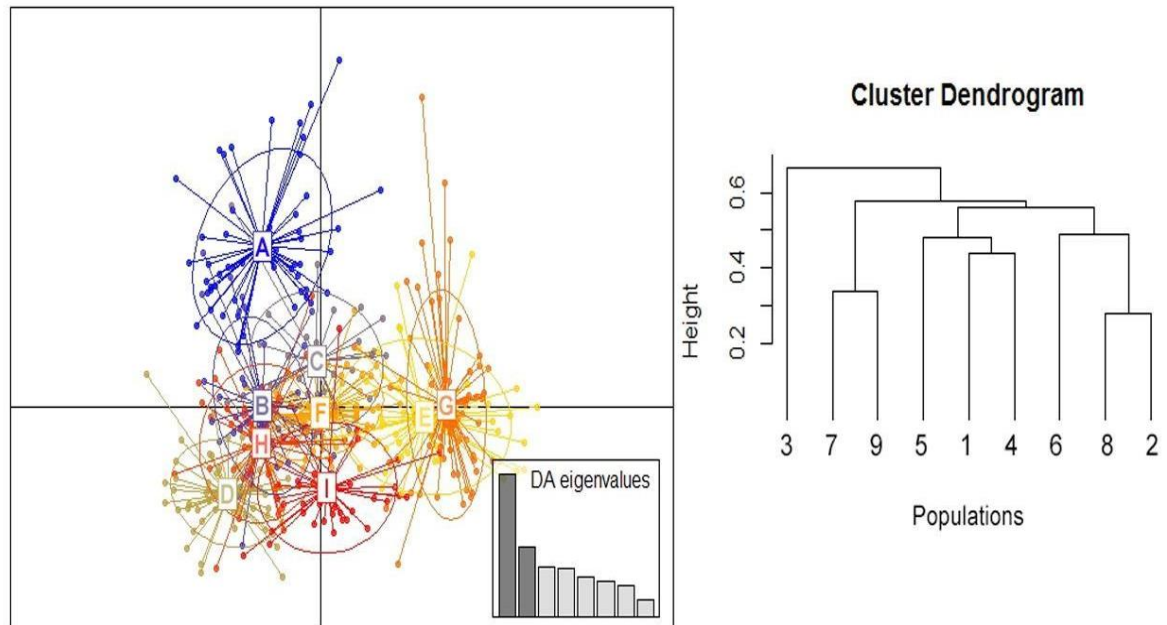 A
C
B
F
E
G
H
D
I
DA eigenvalues
Cluster Dendrogram
Height
0.6
0.4
0.2
3 7 9 5 1 4 6 8 2
Populations